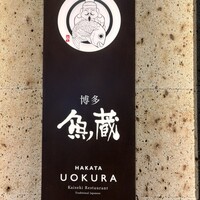 博多
魚蔵
HAKATA
UOKURA
Kaiseki Restaurant
Traditional Japanese